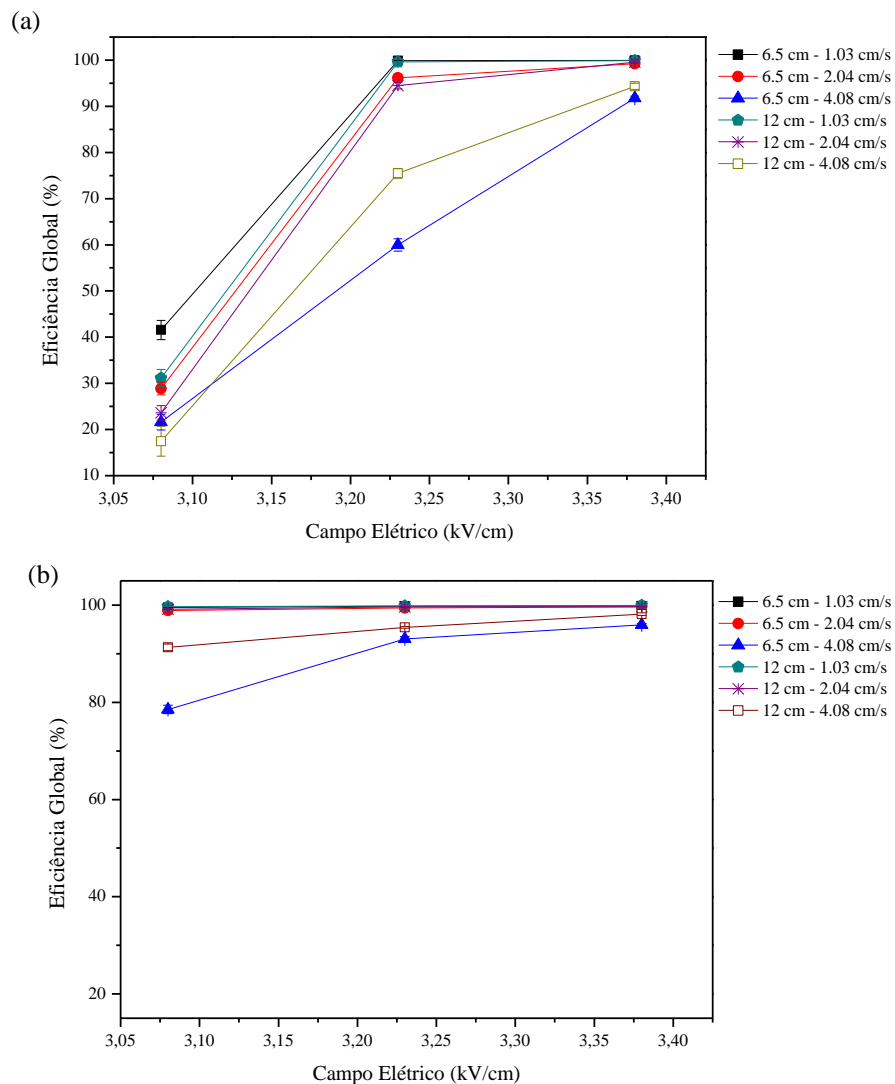 (a)
100
90
80
70
60
50
40
30
20
10
Eficiência Global (%)
3,05 3,10 3,15 3,20 3,25 3,30 3,35 3,40
Campo Elétrico (kV/cm)
6.5 cm - 1.03 cm/s
6.5 cm - 2.04 cm/s
6.5 cm - 4.08 cm/s
12 cm - 1.03 cm/s
12 cm - 2.04 cm/s
12 cm - 4.08 cm/s
(b)
100
80
60
40
20
Eficiência Global (%)
3,05 3,10 3,15 3,20 3,25 3,30 3,35 3,40
Campo Elétrico (kV/cm)
6.5 cm - 1.03 cm/s
6.5 cm - 2.04 cm/s
6.5 cm - 4.08 cm/s
12 cm - 1.03 cm/s
12 cm - 2.04 cm/s
12 cm - 4.08 cm/s